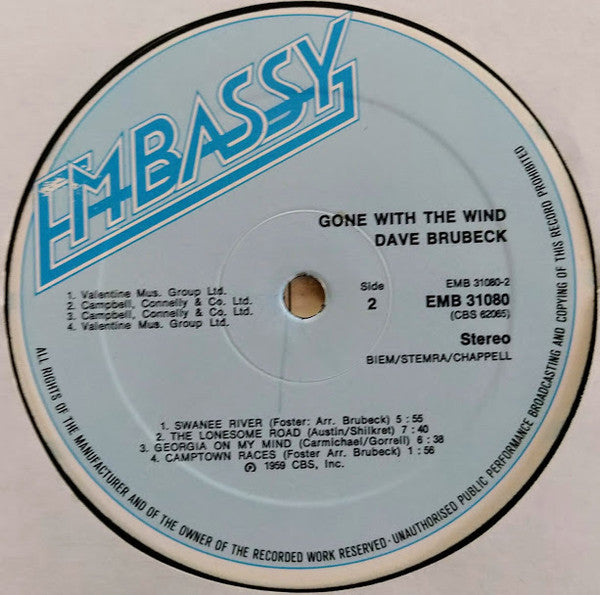 EMBASSY
GONE WITH THE WIND
DAVE BRUBECK
1. Valentine Mus. Group Ltd.
2. Campbell, Connelly & Co. Ltd.
3. Campbell, Connelly & Co. Ltd.
4. Valentine Mus. Group Ltd.
Side
2
EMB 31080-2
EMB 31080
(CBS 62065)
Stereo
BIEM/STEMRA/CHAPPELL
1. SWANEE RIVER (Foster: Arr. Brubeck) 5 : 55
2. THE LONESOME ROAD (Austin/Shilkret) 7 : 40
3. GEORGIA ON MY MIND (Carmichael/Gorrell) 6 : 38
4. CAMPTOWN RACES (Foster Arr. Brubeck) 1 : 56
℗ 1959 CBS, Inc.
ALL RIGHTS OF THE MANUFACTURER AND OF THE OWNER OF THE RECORDED WORK RESERVED · UNAUTHORISED PUBLIC PERFORMANCE BROADCASTING AND COPYING OF THIS RECORD PROHIBITED